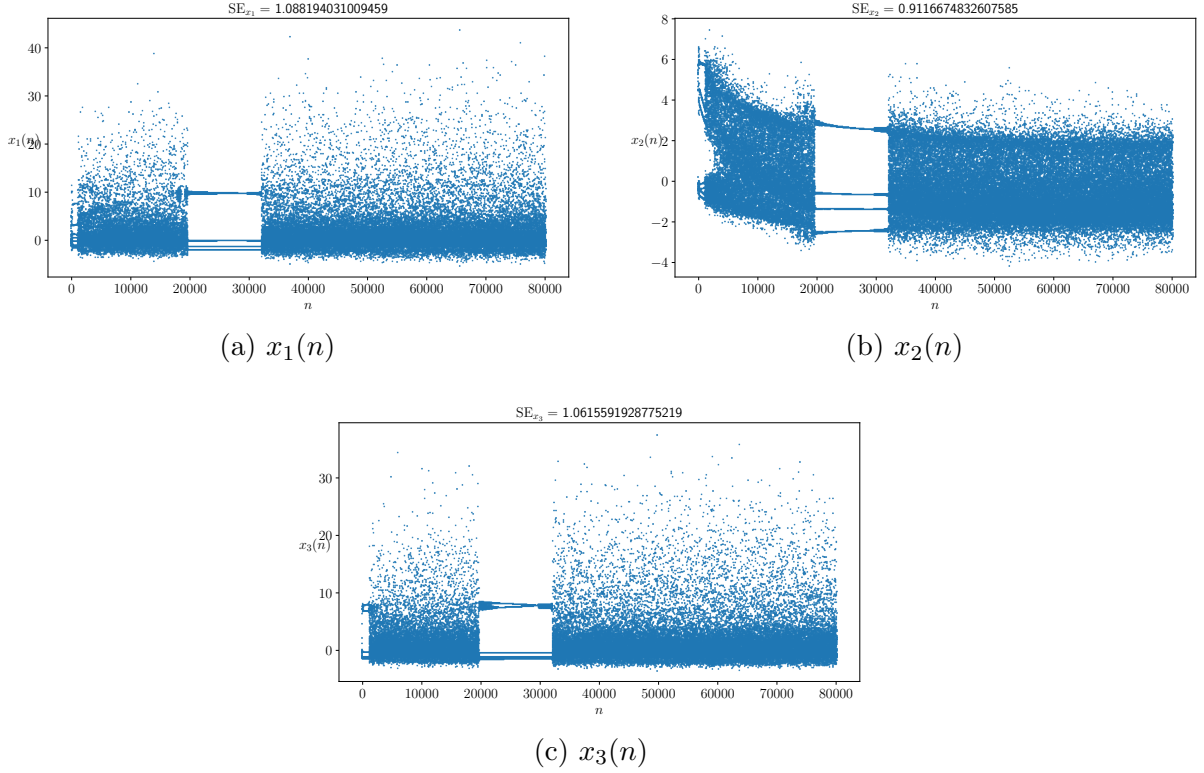 SE_{x_1} = 1.088194031009459
40
30
x_1(n)
20
10
0
0 10000 20000 30000 40000 50000 60000 70000 80000
n
(a) x_1(n)
SE_{x_2} = 0.9116674832607585
8
6
4
x_2(n)
2
0
−2
−4
0 10000 20000 30000 40000 50000 60000 70000 80000
n
(b) x_2(n)
SE_{x_3} = 1.0615591928775219
30
20
x_3(n)
10
0
0 10000 20000 30000 40000 50000 60000 70000 80000
n
(c) x_3(n)